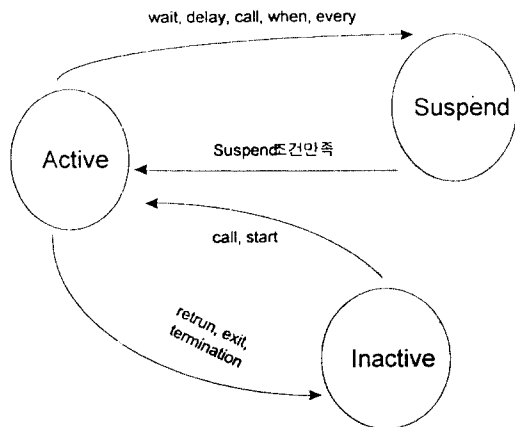 wait, delay, call, when, every
Suspend
Active
Suspend조건만족
call, start
retrun, exit,
termination
Inactive